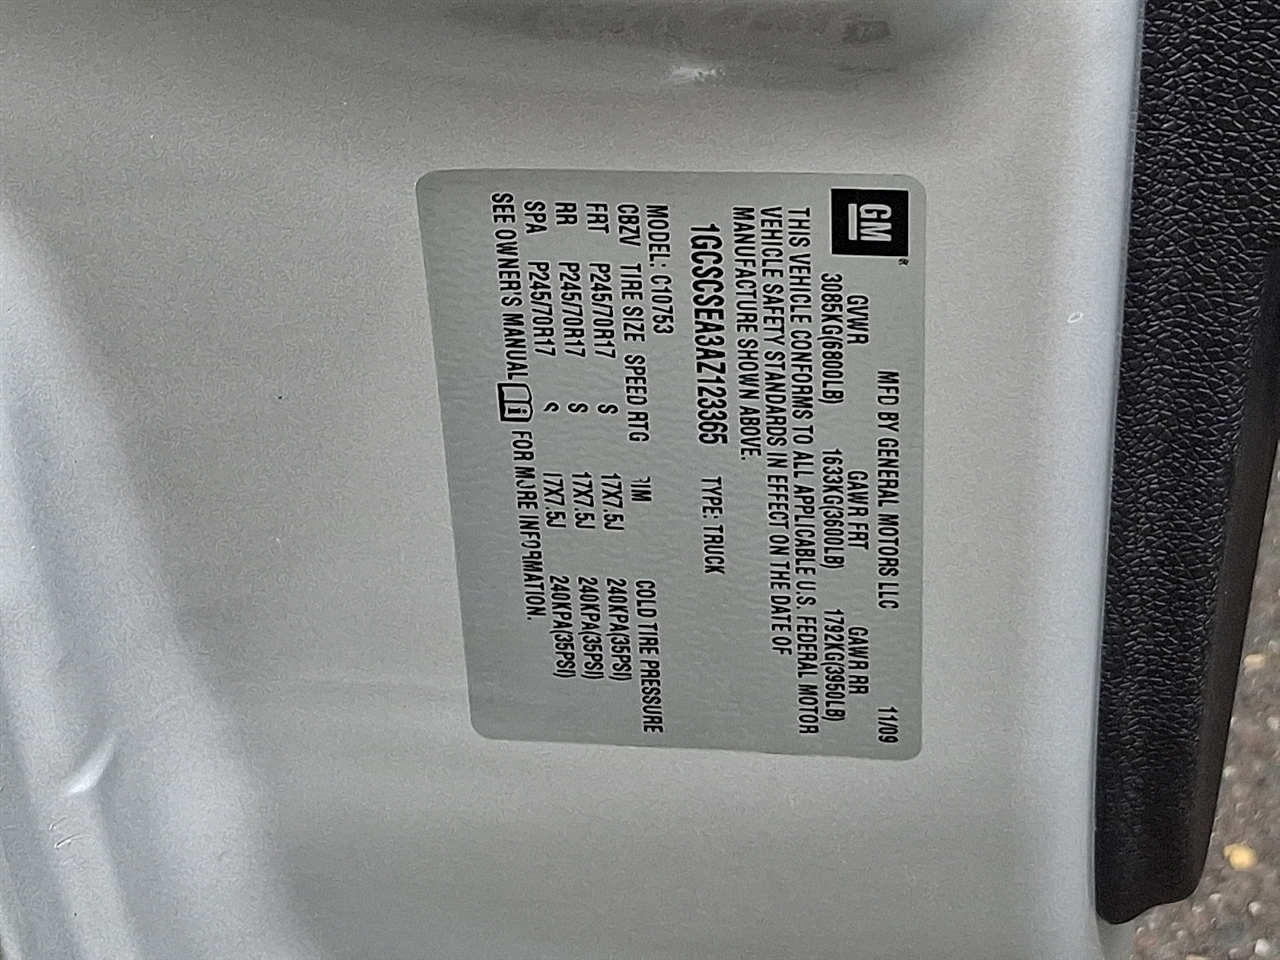 GM®
MFD BY GENERAL MOTORS LLC 11/09
GVWR GAWR FRT GAWR RR
3085KG(6800LB) 1633KG(3600LB) 1792KG(3950LB)
THIS VEHICLE CONFORMS TO ALL APPLICABLE U.S. FEDERAL MOTOR
VEHICLE SAFETY STANDARDS IN EFFECT ON THE DATE OF
MANUFACTURE SHOWN ABOVE.
1GCSCSEA3AZ123365 TYPE: TRUCK
MODEL: C10753
CBZV TIRE SIZE SPEED RTG RIM COLD TIRE PRESSURE
FRT P245/70R17 S 17X7.5J 240KPA(35PSI)
RR P245/70R17 S 17X7.5J 240KPA(35PSI)
SPA P245/70R17 S 17X7.5J 240KPA(35PSI)
SEE OWNER'S MANUAL FOR MORE INFORMATION.